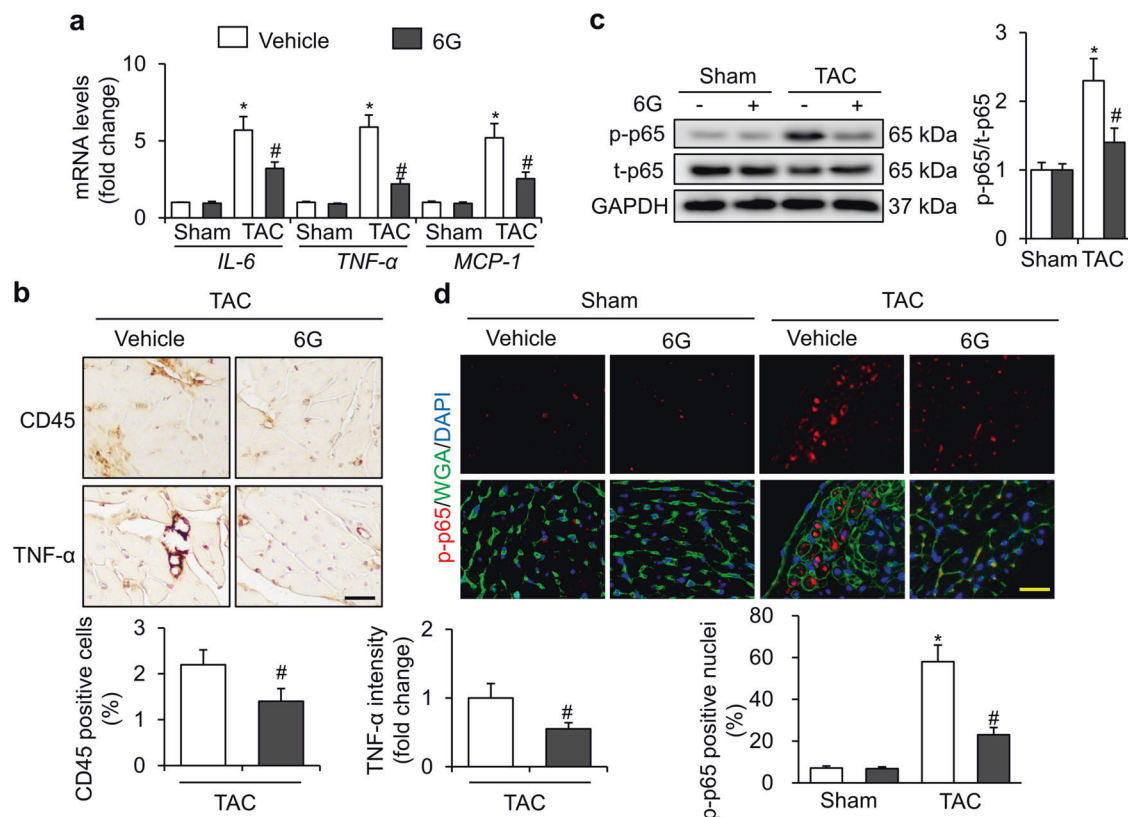 a
Vehicle 6G
mRNA levels
(fold change)
10
5
0
* # * # * #
Sham TAC Sham TAC Sham TAC
IL-6 TNF-α MCP-1
c
Sham TAC
6G - + - +
p-p65 65 kDa
t-p65 65 kDa
GAPDH 37 kDa
p-p65/t-p65
3
2
1
0
*
#
Sham TAC
b
TAC
Vehicle 6G
CD45
TNF-α
CD45 positive cells
(%)
3
2
1
0
#
TAC
TNF-α intensity
(fold change)
2
1
0
#
TAC
d
Sham TAC
Vehicle 6G Vehicle 6G
p-p65/WGA/DAPI
p-p65 positive nuclei
(%)
80
60
40
20
0
*
#
Sham TAC